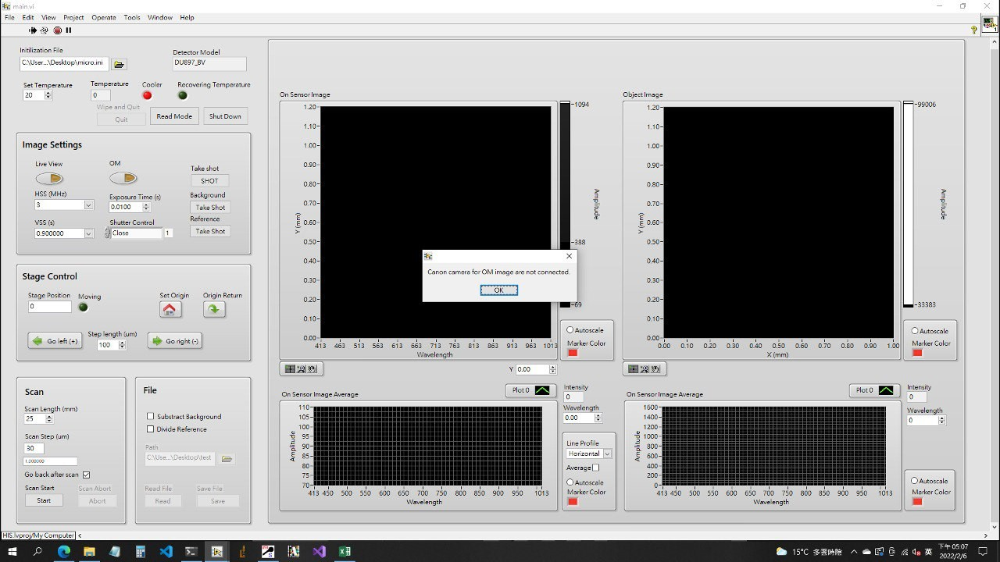 main.vi
File Edit View Project Operate Tools Window Help
Initilization File
C:\User...\Desktop\micro.ini
Detector Model
DU897_BV
Set Temperature
20
Temperature
0
Cooler
Recovering Temperature
Wipe and Quit
Quit
Read Mode
Shut Down
Image Settings
Live View
OM
Take shot
SHOT
HSS (MHz)
3
Exposure Time (s)
0.0100
Background
Take Shot
VSS (s)
0.900000
Shutter Control
Close
1
Reference
Take Shot
Stage Control
Stage Position
0
Moving
Set Origin
Origin Return
Go left (+)
Step length (um)
100
Go right (-)
Scan
Scan Length (mm)
25
Scan Step (um)
30
1.000000
Go back after scan
Scan Start
Start
Scan Abort
Abort
File
Substract Background
Divide Reference
Path
C:\Use...\Desktop\test
Read File
Read
Save File
Save
On Sensor Image
1.20
1.10
1.00
0.90
0.80
0.70
0.60
0.50
0.40
0.30
0.20
0.10
0.00
Y (mm)
413 463 513 563 613 663 713 763 813 863 913 963 1013
Wavelength
1094
388
69
Amplitude
Autoscale
Marker Color
Y 0.00
Canon camera for OM image are not connected.
OK
Object Image
1.20
1.10
1.00
0.90
0.80
0.70
0.60
0.50
0.40
0.30
0.20
0.10
0.00
Y (mm)
0.00 0.10 0.20 0.30 0.40 0.50 0.60 0.70 0.80 0.90 1.00
X (mm)
99006
33383
Amplitude
Autoscale
Marker Color
On Sensor Image Average
Plot 0
110
105
100
95
90
85
80
75
70
Amplitude
413 450 500 550 600 650 700 750 800 850 900 950 1013
Wavelength
Intensity
0
Wavelength
0.00
Line Profile
Horizontal
Average
Autoscale
Marker Color
On Sensor Image Average
Plot 0
1600
1400
1200
1000
800
600
400
200
0
Amplitude
413 450 500 550 600 650 700 750 800 850 900 950 1013
Wavelength
Intensity
0
Wavelength
0
Autoscale
Marker Color
HIS.lvproj/My Computer
15°C 多雲時陰
英
下午 05:07
2022/2/6